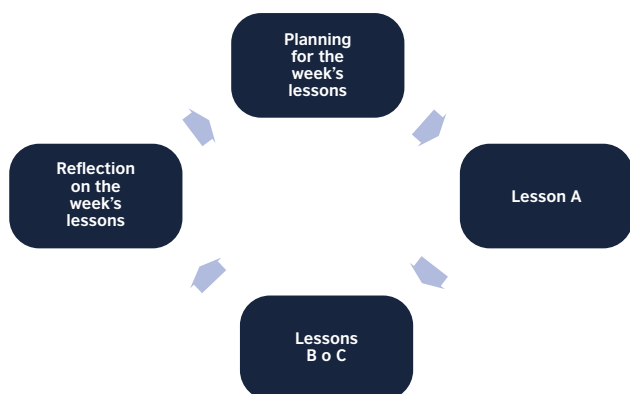 Planning
for the
week's
lessons
Lesson A
Lessons
B o C
Reflection
on the
week's
lessons